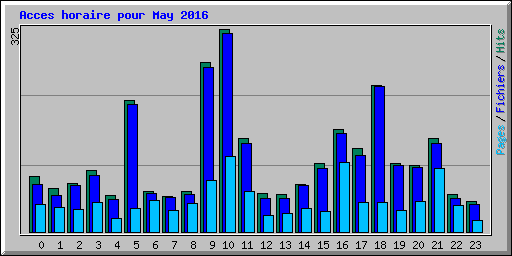 Acces horaire pour May 2016
325
Pages / Fichiers / Hits
0 1 2 3 4 5 6 7 8 9 10 11 12 13 14 15 16 17 18 19 20 21 22 23